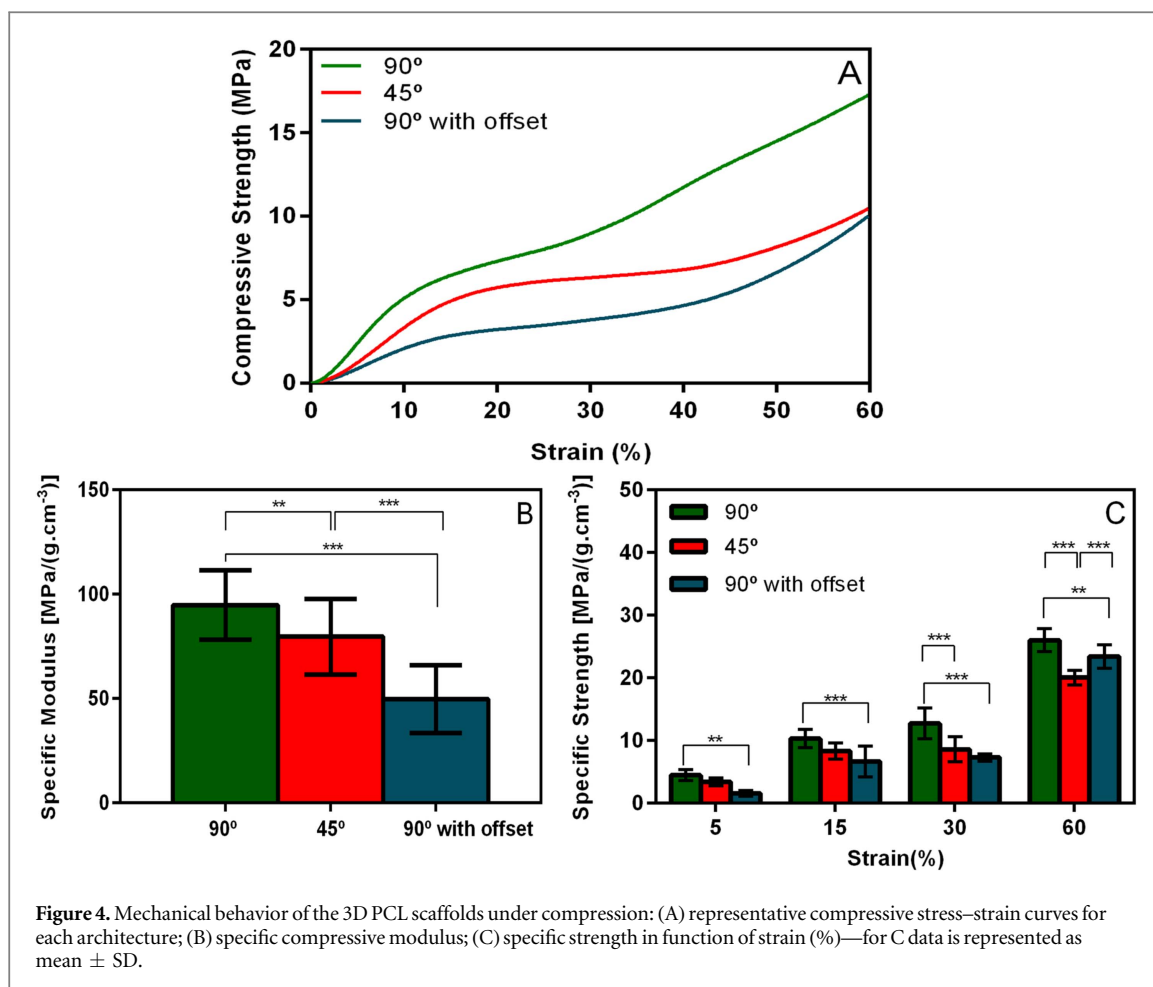 A
90º
45º
90º with offset
Compressive Strength (MPa)
20
15
10
5
0
0 10 20 30 40 50 60
Strain (%)
B
Specific Modulus [MPa/(g.cm⁻³)]
150
100
50
0
** ***
***
90º 45º 90º with offset
C
90º
45º
90º with offset
Specific Strength [MPa/(g.cm⁻³)]
50
40
30
20
10
0
*** ***
**
***
***
***
**
5 15 30 60
Strain(%)
Figure 4. Mechanical behavior of the 3D PCL scaffolds under compression: (A) representative compressive stress–strain curves for
each architecture; (B) specific compressive modulus; (C) specific strength in function of strain (%)—for C data is represented as
mean ± SD.